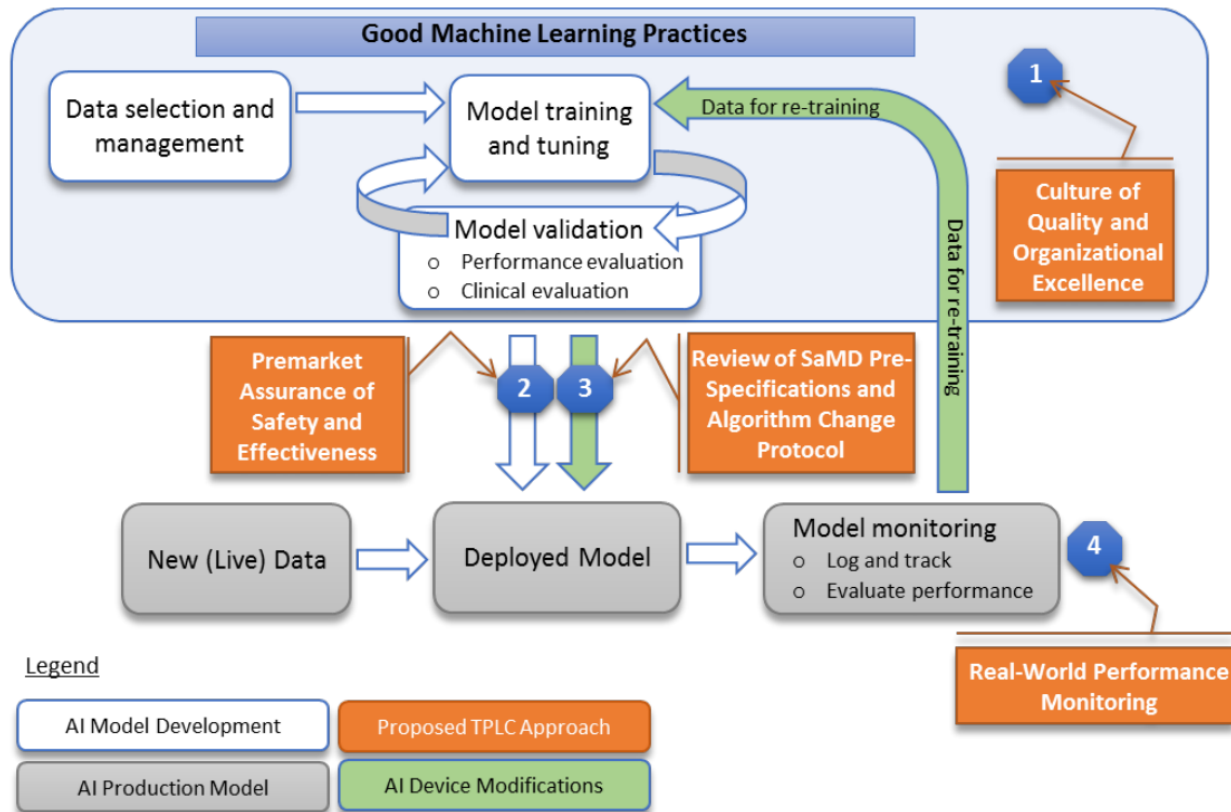 Good Machine Learning Practices
Data selection and
management
Model training
and tuning
Data for re-training
1
Culture of
Quality and
Organizational
Excellence
Model validation
o Performance evaluation
o Clinical evaluation
Data for re-training
Premarket
Assurance of
Safety and
Effectiveness
2
3
Review of SaMD Pre-
Specifications and
Algorithm Change
Protocol
New (Live) Data
Deployed Model
Model monitoring
o Log and track
o Evaluate performance
4
Real-World Performance
Monitoring
Legend
AI Model Development
Proposed TPLC Approach
AI Production Model
AI Device Modifications